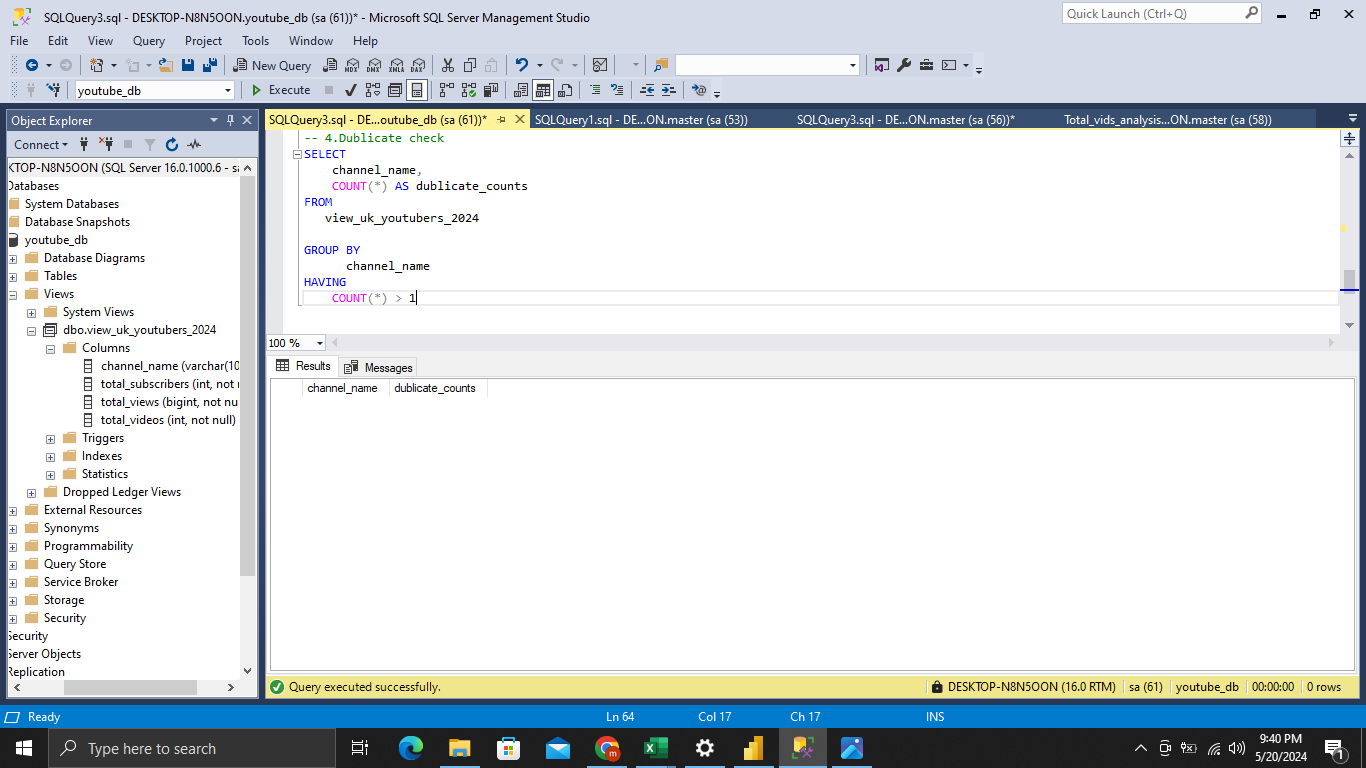 SQLQuery3.sql - DESKTOP-N8N5OON.youtube_db (sa (61))* - Microsoft SQL Server Management Studio
Quick Launch (Ctrl+Q)
File Edit View Query Project Tools Window Help
New Query
MDX DMX XMLA DAX
youtube_db
Execute
Object Explorer
SQLQuery3.sql - DE...outube_db (sa (61))* SQLQuery1.sql - DE...ON.master (sa (53)) SQLQuery3.sql - DE...ON.master (sa (56))* Total_vids_analysis...ON.master (sa (58))
Connect
KTOP-N8N5OON (SQL Server 16.0.1000.6 - sa
Databases
System Databases
Database Snapshots
youtube_db
Database Diagrams
Tables
Views
System Views
dbo.view_uk_youtubers_2024
Columns
channel_name (varchar(10
total_subscribers (int, not n
total_views (bigint, not nu
total_videos (int, not null)
Triggers
Indexes
Statistics
Dropped Ledger Views
External Resources
Synonyms
Programmability
Query Store
Service Broker
Storage
Security
Security
Server Objects
Replication
-- 4.Dublicate check
SELECT
channel_name,
COUNT(*) AS dublicate_counts
FROM
view_uk_youtubers_2024
GROUP BY
channel_name
HAVING
COUNT(*) > 1
100 %
Results Messages
channel_name dublicate_counts
Query executed successfully. DESKTOP-N8N5OON (16.0 RTM) sa (61) youtube_db 00:00:00 0 rows
Ready Ln 64 Col 17 Ch 17 INS
Type here to search
9:40 PM
5/20/2024
1